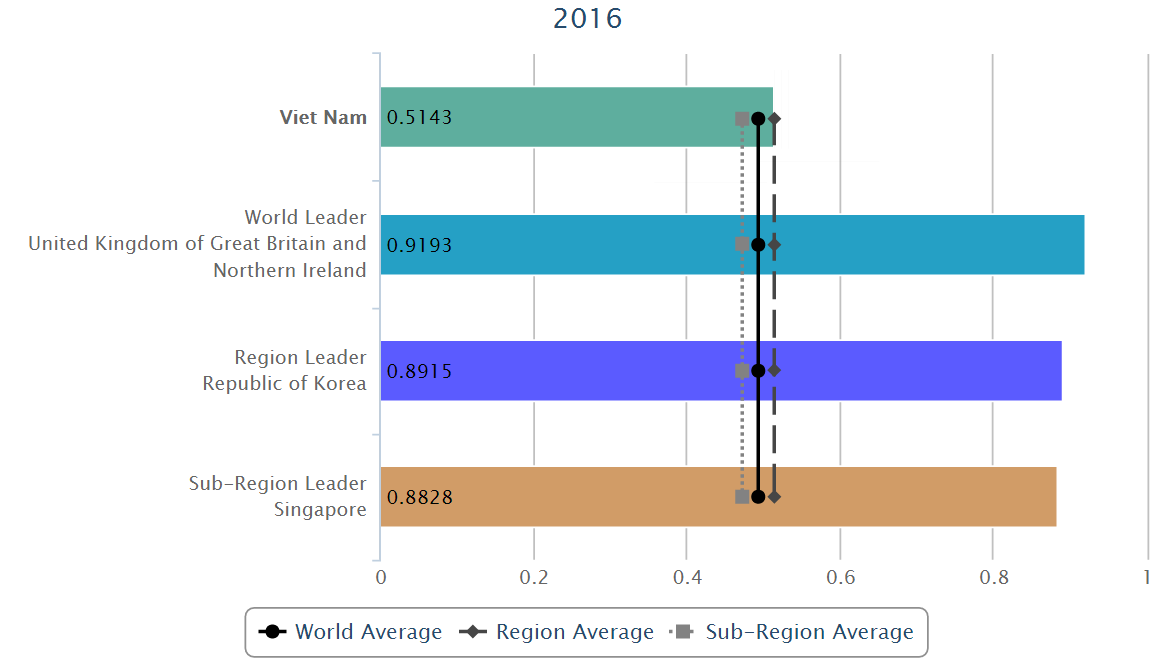 2016
Viet Nam
0.5143
World Leader
United Kingdom of Great Britain and
Northern Ireland
0.9193
Region Leader
Republic of Korea
0.8915
Sub-Region Leader
Singapore
0.8828
0 0.2 0.4 0.6 0.8 1
World Average Region Average Sub-Region Average